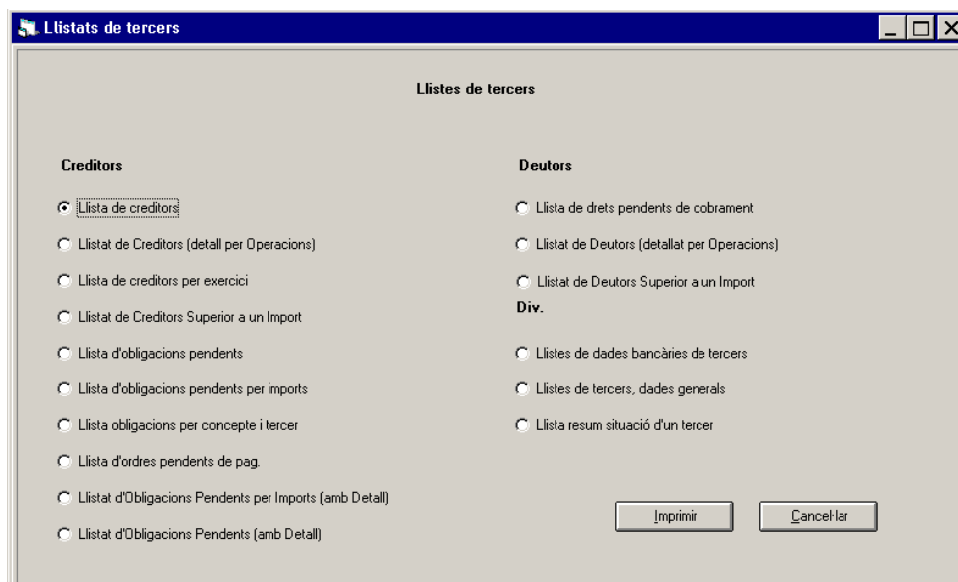 Llistats de tercers
Llistes de tercers
Creditors
Llista de creditors
Llistat de Creditors (detall per Operacions)
Llista de creditors per exercici
Llistat de Creditors Superior a un Import
Llista d'obligacions pendents
Llista d'obligacions pendents per imports
Llista obligacions per concepte i tercer
Llista d'ordres pendents de pag.
Llistat d'Obligacions Pendents per Imports (amb Detall)
Llistat d'Obligacions Pendents (amb Detall)
Deutors
Llista de drets pendents de cobrament
Llistat de Deutors (detallat per Operacions)
Llistat de Deutors Superior a un Import
Div.
Llistes de dades bancàries de tercers
Llistes de tercers, dades generals
Llista resum situació d'un tercer
Imprimir
Cancel·lar